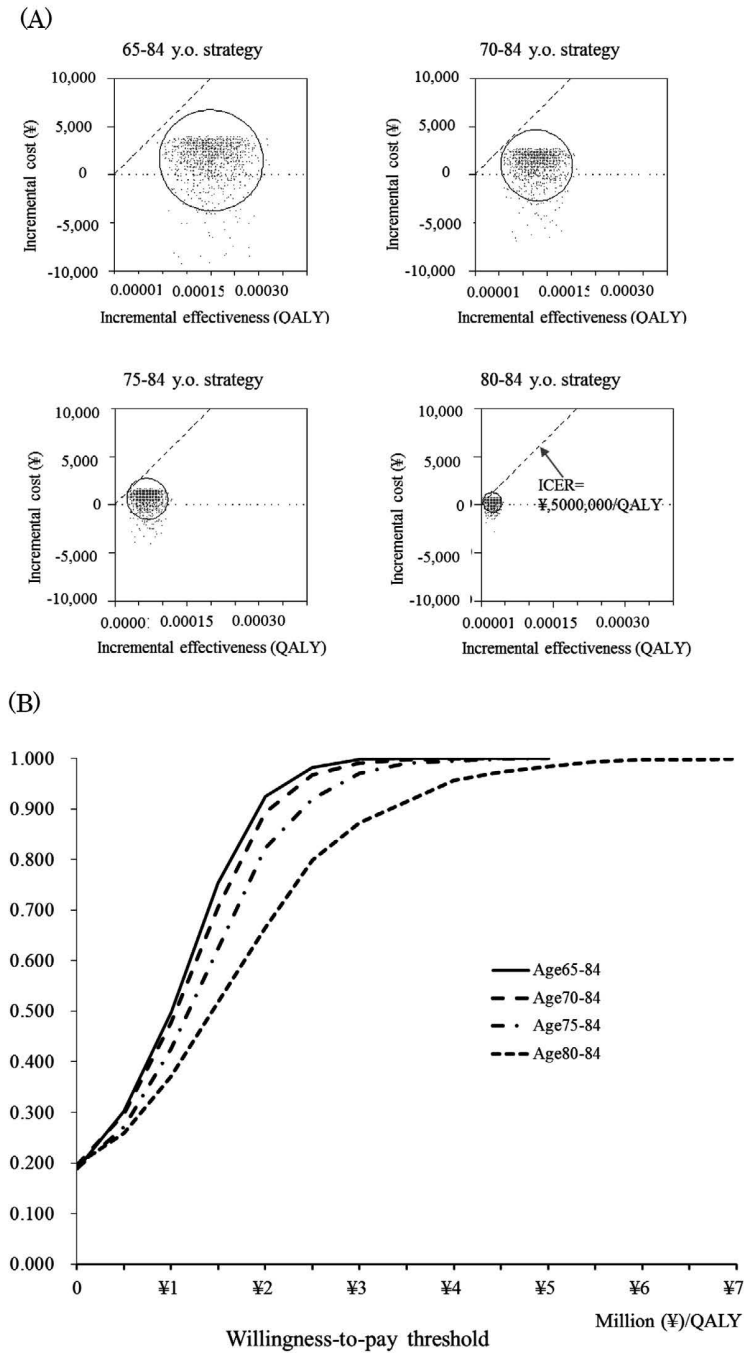 (A)
65-84 y.o. strategy
70-84 y.o. strategy
10,000
5,000
0
-5,000
-10,000
Incremental cost (¥)
0.00001 0.00015 0.00030
Incremental effectiveness (QALY)
10,000
5,000
0
-5,000
-10,000
Incremental cost (¥)
0.00001 0.00015 0.00030
Incremental effectiveness (QALY)
75-84 y.o. strategy
80-84 y.o. strategy
10,000
5,000
0
-5,000
-10,000
Incremental cost (¥)
0.00001 0.00015 0.00030
Incremental effectiveness (QALY)
10,000
5,000
0
-5,000
-10,000
Incremental cost (¥)
ICER=
¥,5000,000/QALY
0.00001 0.00015 0.00030
Incremental effectiveness (QALY)
(B)
1.000
0.900
0.800
0.700
0.600
0.500
0.400
0.300
0.200
0.100
0.000
Age65-84
Age70-84
Age75-84
Age80-84
0 ¥1 ¥2 ¥3 ¥4 ¥5 ¥6 ¥7
Million (¥)/QALY
Willingness-to-pay threshold